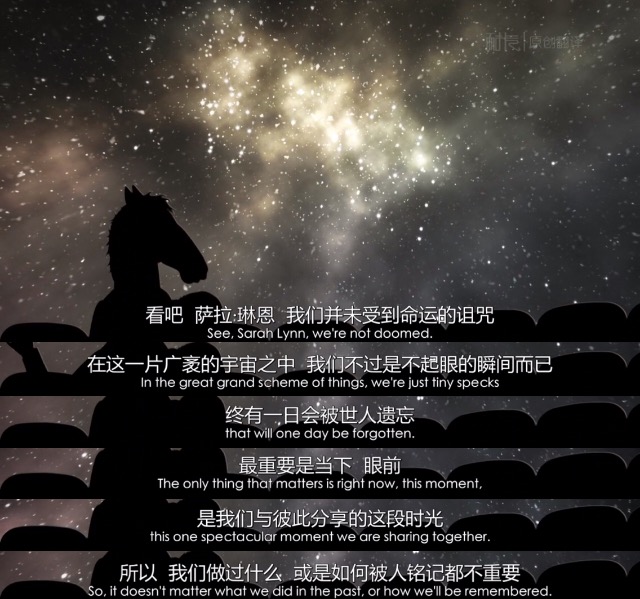 看吧 萨拉·琳恩 我们并未受到命运的诅咒
See, Sarah Lynn, we're not doomed.
在这一片广袤的宇宙之中 我们不过是不起眼的瞬间而已
In the great grand scheme of things, we're just tiny specks
终有一日会被世人遗忘
that will one day be forgotten.
最重要是当下 眼前
The only thing that matters is right now, this moment,
是我们与彼此分享的这段时光
this one spectacular moment we are sharing together.
所以 我们做过什么 或是如何被人铭记都不重要
So, it doesn't matter what we did in the past, or how we'll be remembered.